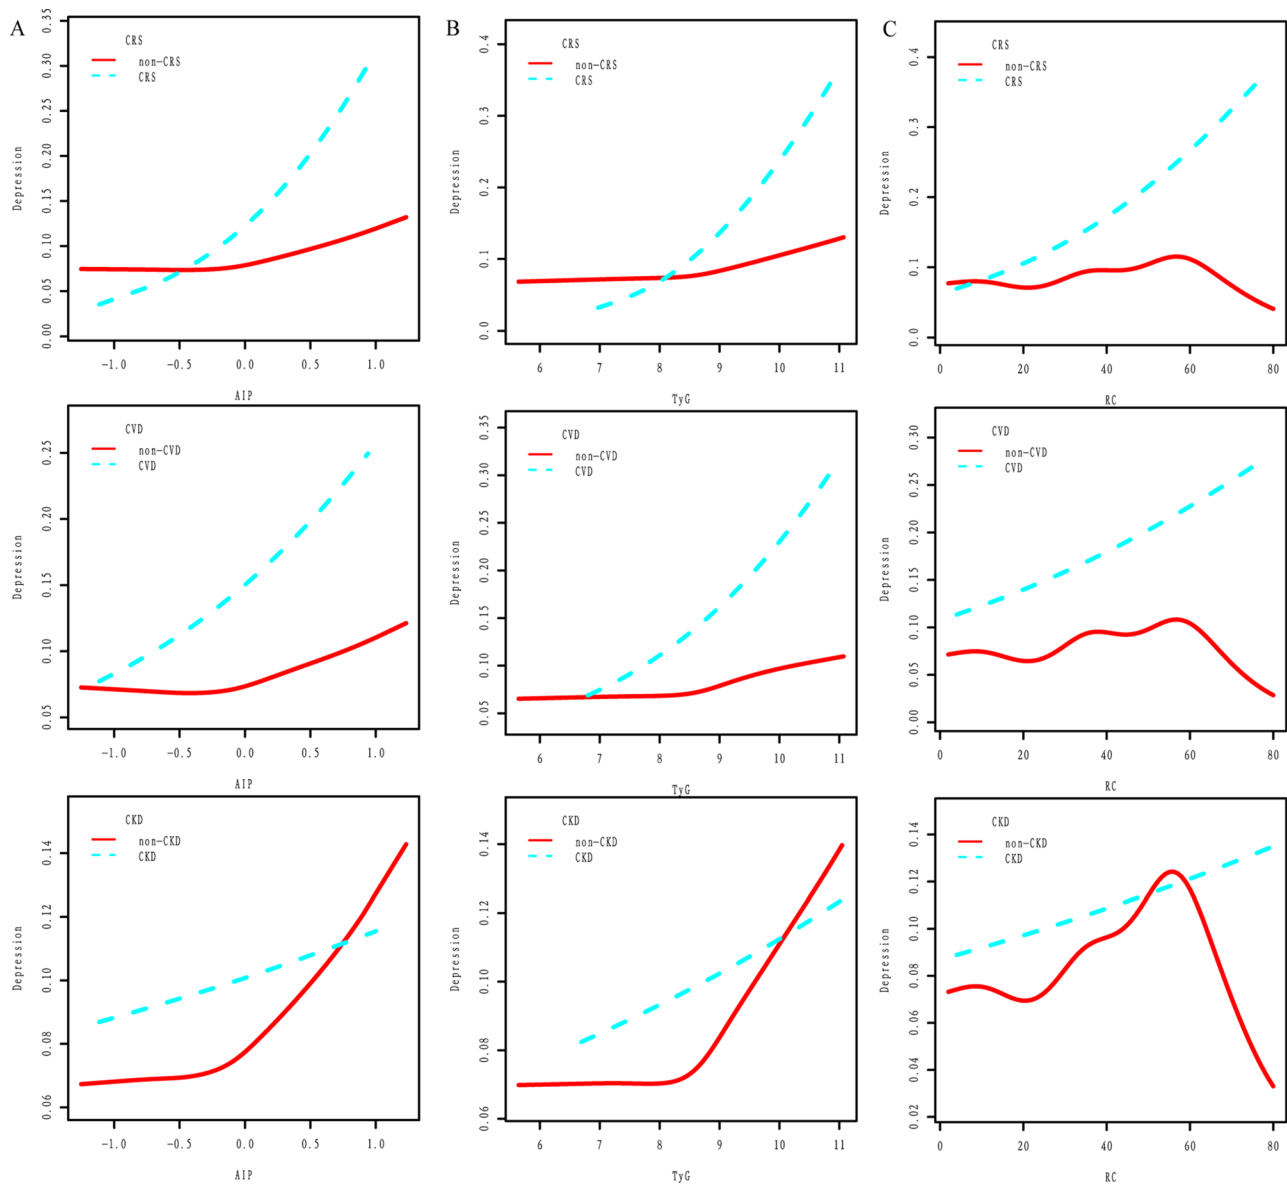 A
CRS
non-CRS
CRS
Depression
0.35
0.30
0.25
0.20
0.15
0.10
0.05
0.00
-1.0 -0.5 0.0 0.5 1.0
AIP
B
CRS
non-CRS
CRS
Depression
0.4
0.3
0.2
0.1
0.0
6 7 8 9 10 11
TyG
C
CRS
non-CRS
CRS
Depression
0.4
0.3
0.2
0.1
0.0
0 20 40 60 80
RC
CVD
non-CVD
CVD
Depression
0.25
0.20
0.15
0.10
0.05
-1.0 -0.5 0.0 0.5 1.0
AIP
CVD
non-CVD
CVD
Depression
0.35
0.30
0.25
0.20
0.15
0.10
0.05
6 7 8 9 10 11
TyG
CVD
non-CVD
CVD
Depression
0.30
0.25
0.20
0.15
0.10
0.05
0.00
0 20 40 60 80
RC
CKD
non-CKD
CKD
Depression
0.14
0.12
0.10
0.08
0.06
-1.0 -0.5 0.0 0.5 1.0
AIP
CKD
non-CKD
CKD
Depression
0.14
0.12
0.10
0.08
0.06
6 7 8 9 10 11
TyG
CKD
non-CKD
CKD
Depression
0.14
0.12
0.10
0.08
0.06
0.04
0.02
0 20 40 60 80
RC